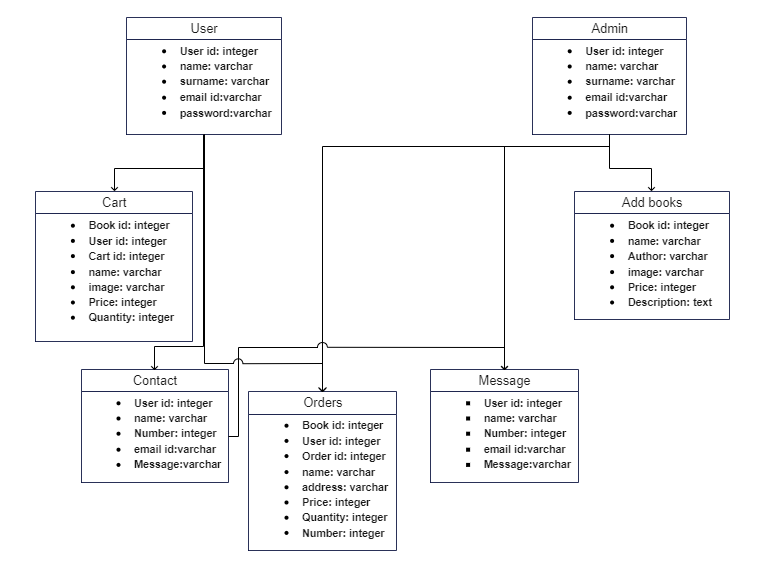 User
User id: integer
name: varchar
surname: varchar
email id:varchar
password:varchar
Admin
User id: integer
name: varchar
surname: varchar
email id:varchar
password:varchar
Cart
Book id: integer
User id: integer
Cart id: integer
name: varchar
image: varchar
Price: integer
Quantity: integer
Add books
Book id: integer
name: varchar
Author: varchar
image: varchar
Price: integer
Description: text
Contact
User id: integer
name: varchar
Number: integer
email id:varchar
Message:varchar
Orders
Book id: integer
User id: integer
Order id: integer
name: varchar
address: varchar
Price: integer
Quantity: integer
Number: integer
Message
User id: integer
name: varchar
Number: integer
email id:varchar
Message:varchar